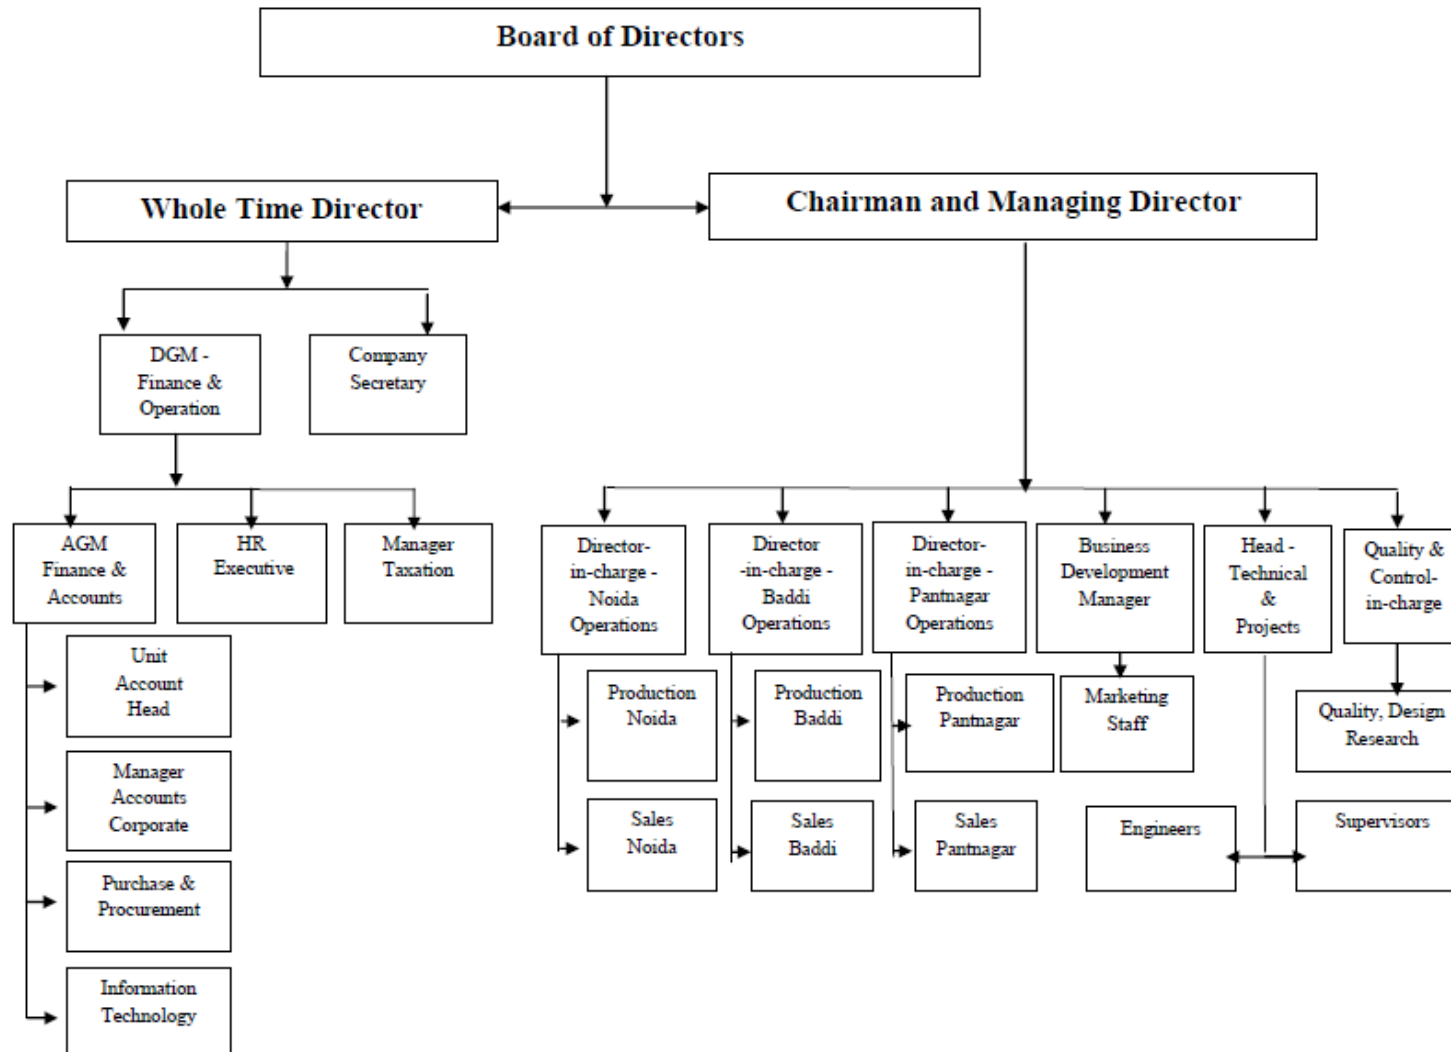 Board of Directors
Whole Time Director
Chairman and Managing Director
DGM -
Finance &
Operation
Company
Secretary
AGM
Finance &
Accounts
HR
Executive
Manager
Taxation
Director-
in-charge -
Noida
Operations
Director
-in-charge -
Baddi
Operations
Director-
in-charge -
Pantnagar
Operations
Business
Development
Manager
Head -
Technical
&
Projects
Quality &
Control-
in-charge
Unit
Account
Head
Manager
Accounts
Corporate
Purchase &
Procurement
Information
Technology
Production
Noida
Sales
Noida
Production
Baddi
Sales
Baddi
Production
Pantnagar
Sales
Pantnagar
Marketing
Staff
Engineers
Supervisors
Quality, Design
Research